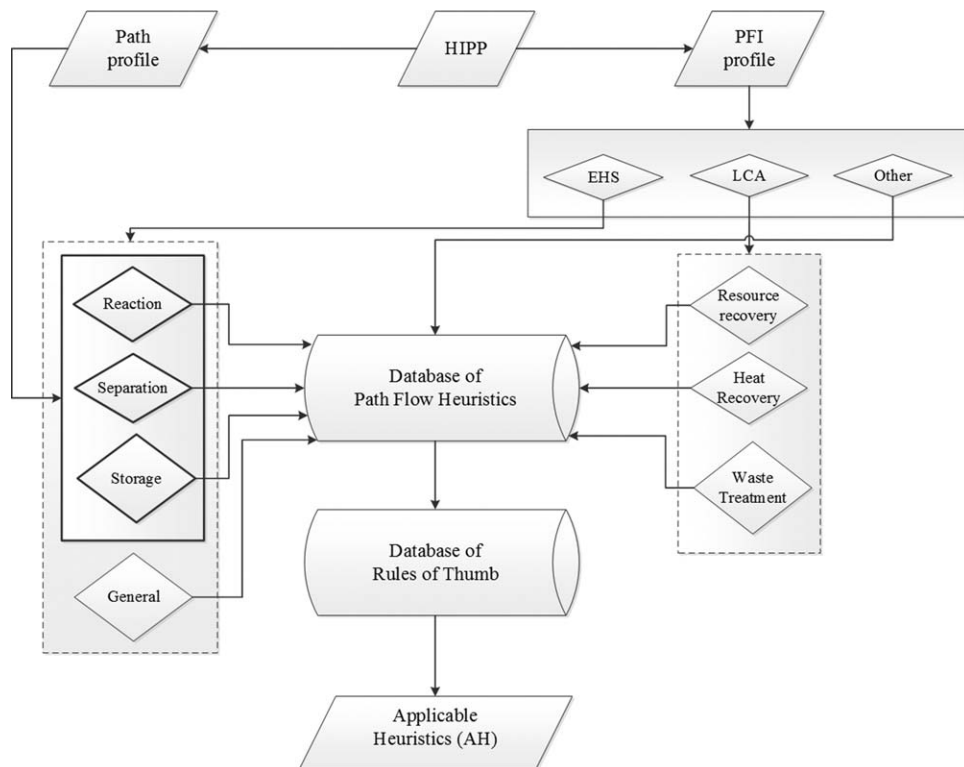 Path
profile
HIPP
PFI
profile
EHS
LCA
Other
Reaction
Separation
Storage
General
Database of
Path Flow Heuristics
Resource
recovery
Heat
Recovery
Waste
Treatment
Database of
Rules of Thumb
Applicable
Heuristics (AH)